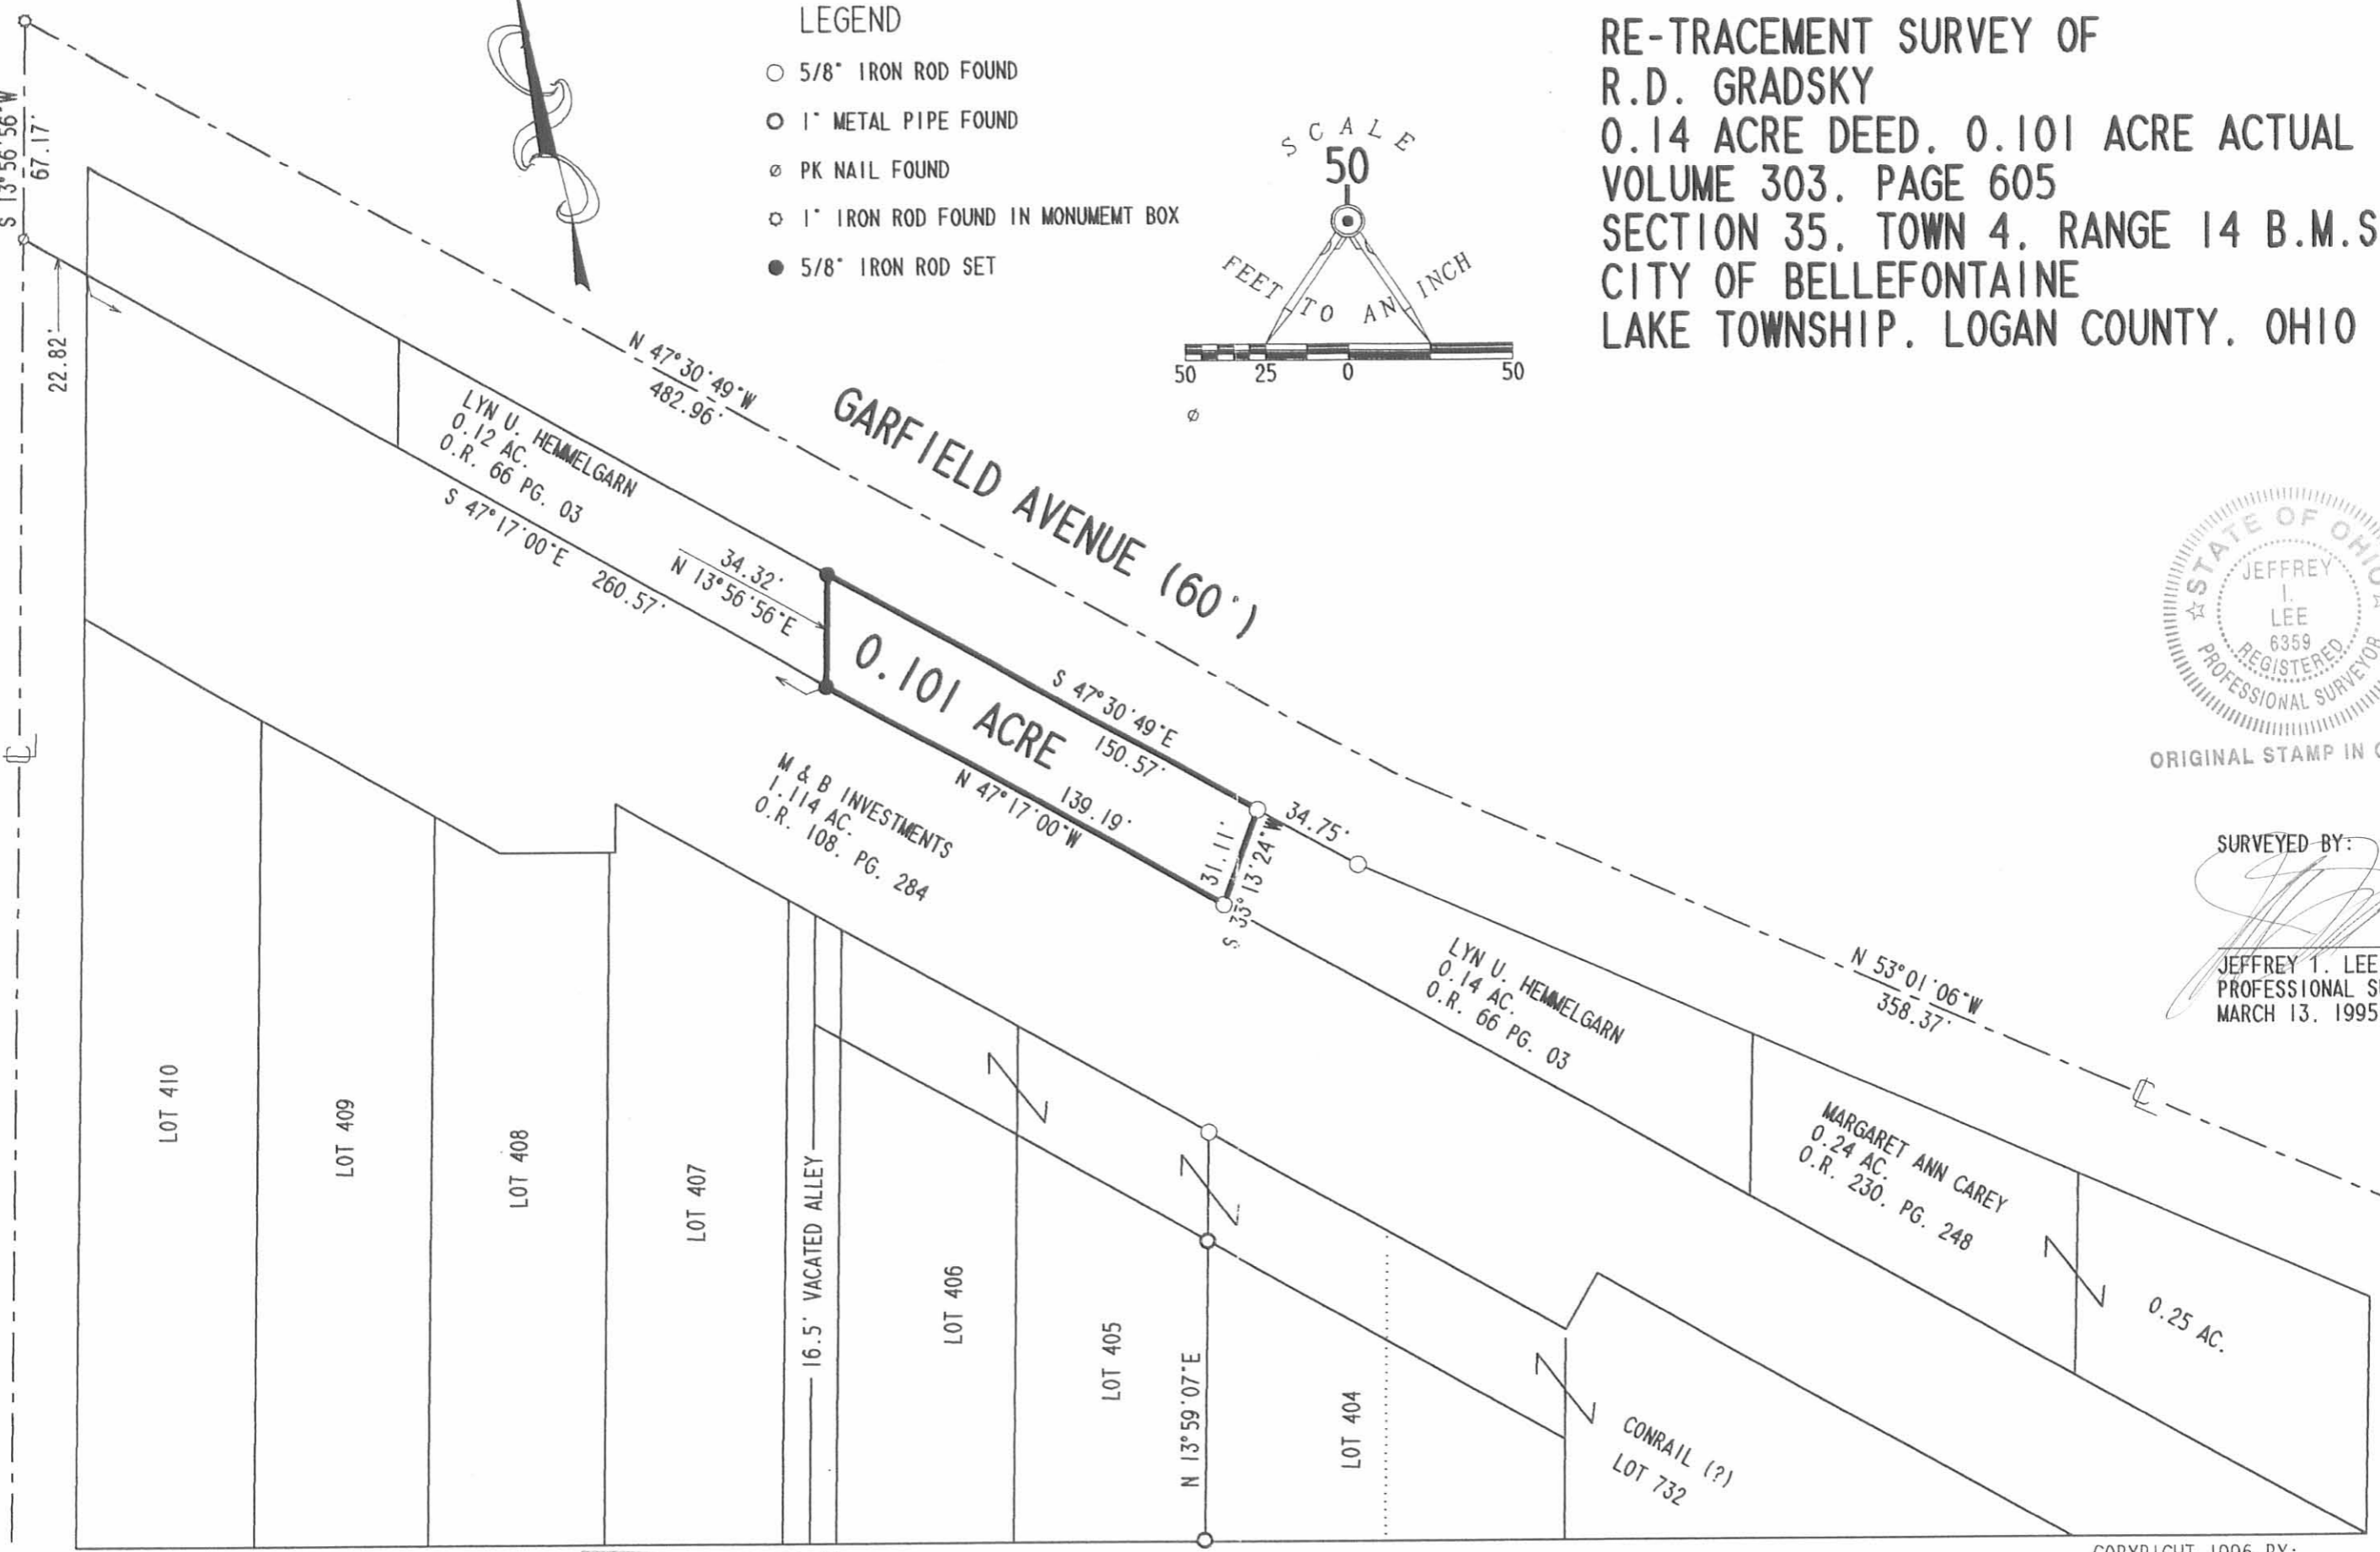 LEGEND
5/8" IRON ROD FOUND
1" METAL PIPE FOUND
PK NAIL FOUND
1" IRON ROD FOUND IN MONUMEMT BOX
5/8" IRON ROD SET
SCALE
50
FEET TO AN INCH
50 25 0 50
RE-TRACEMENT SURVEY OF
R.D. GRADSKY
0.14 ACRE DEED. 0.101 ACRE ACTUAL
VOLUME 303. PAGE 605
SECTION 35. TOWN 4. RANGE 14 B.M.S
CITY OF BELLEFONTAINE
LAKE TOWNSHIP. LOGAN COUNTY. OHIO
S 13°56'56"W
67.17'
22.82'
N 47°30'49"W
482.96'
GARFIELD AVENUE (60')
LYN U. HEMMELGARN
0.12 AC.
O.R. 66 PG. 03
S 47°17'00"E 260.57'
34.32'
N 13°56'56"E
0.101 ACRE
S 47°30'49"E
150.57'
139.19'
N 47°17'00"W
31.11'
S 33°13'24"W
34.75'
M & B INVESTMENTS
1.114 AC.
O.R. 108. PG. 284
STATE OF OHIO
JEFFREY
I.
LEE
6359
REGISTERED
PROFESSIONAL SURVEYOR
ORIGINAL STAMP IN
SURVEYED BY:
JEFFREY I. LEE
PROFESSIONAL S
MARCH 13. 1995
N 53°01'06"W
358.37'
LYN U. HEMMELGARN
0.14 AC.
O.R. 66 PG. 03
MARGARET ANN CAREY
0.24 AC.
O.R. 230. PG. 248
0.25 AC.
LOT 410
LOT 409
LOT 408
LOT 407
16.5' VACATED ALLEY
LOT 406
LOT 405
N 13°59'07"E
LOT 404
CONRAIL (?)
LOT 732
COPYRIGHT 1996 BY: